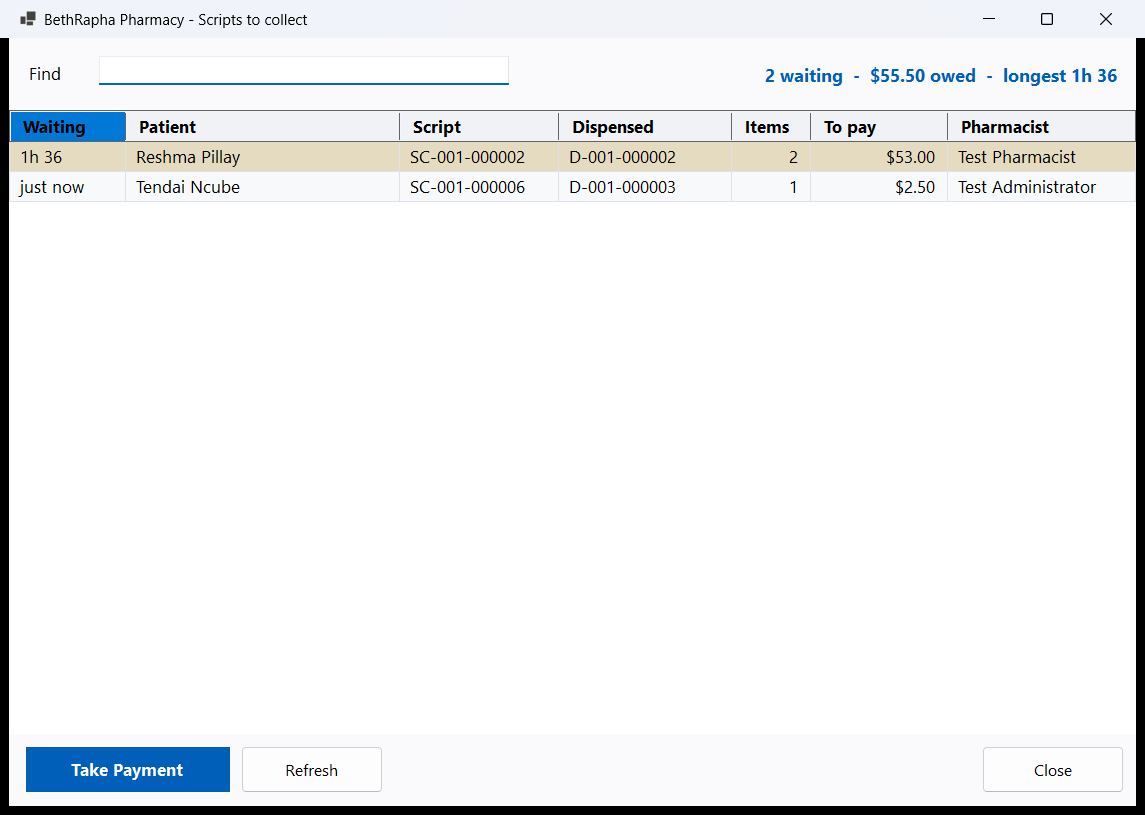 BethRapha Pharmacy - Scripts to collect
Find
2 waiting - $55.50 owed - longest 1h 36
Waiting Patient Script Dispensed Items To pay Pharmacist
1h 36 Reshma Pillay SC-001-000002 D-001-000002 2 $53.00 Test Pharmacist
just now Tendai Ncube SC-001-000006 D-001-000003 1 $2.50 Test Administrator
Take Payment Refresh Close